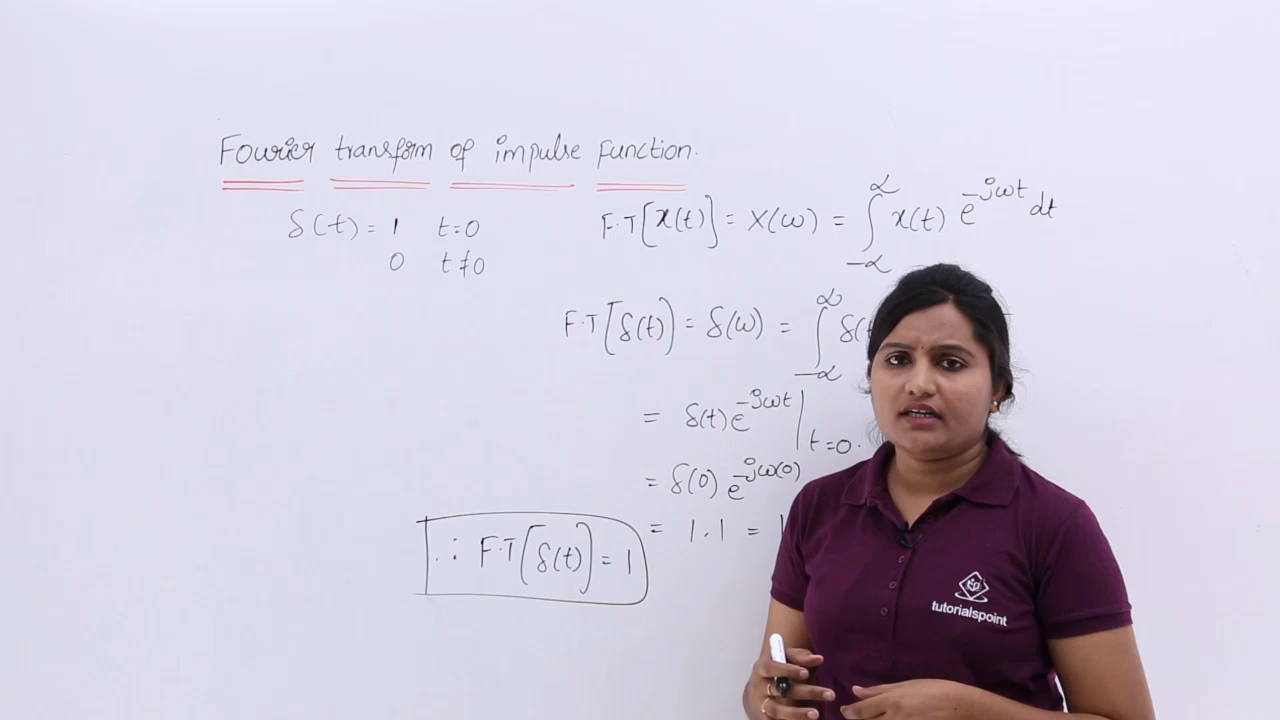 Fourier transform of impulse function.
δ(t) = 1 t=0
0 t≠0
F.T[x(t)] = X(ω) = ∫_{-∞}^{∞} x(t) e^{-jωt} dt
F.T[δ(t)] = δ(ω) = ∫_{-∞}^{∞} δ(
= δ(t) e^{-jωt} |_{t=0.}
= δ(0) e^{-jω(0)}
= 1.1 = 1
∴ F.T[δ(t)] = 1
tutorialspoint